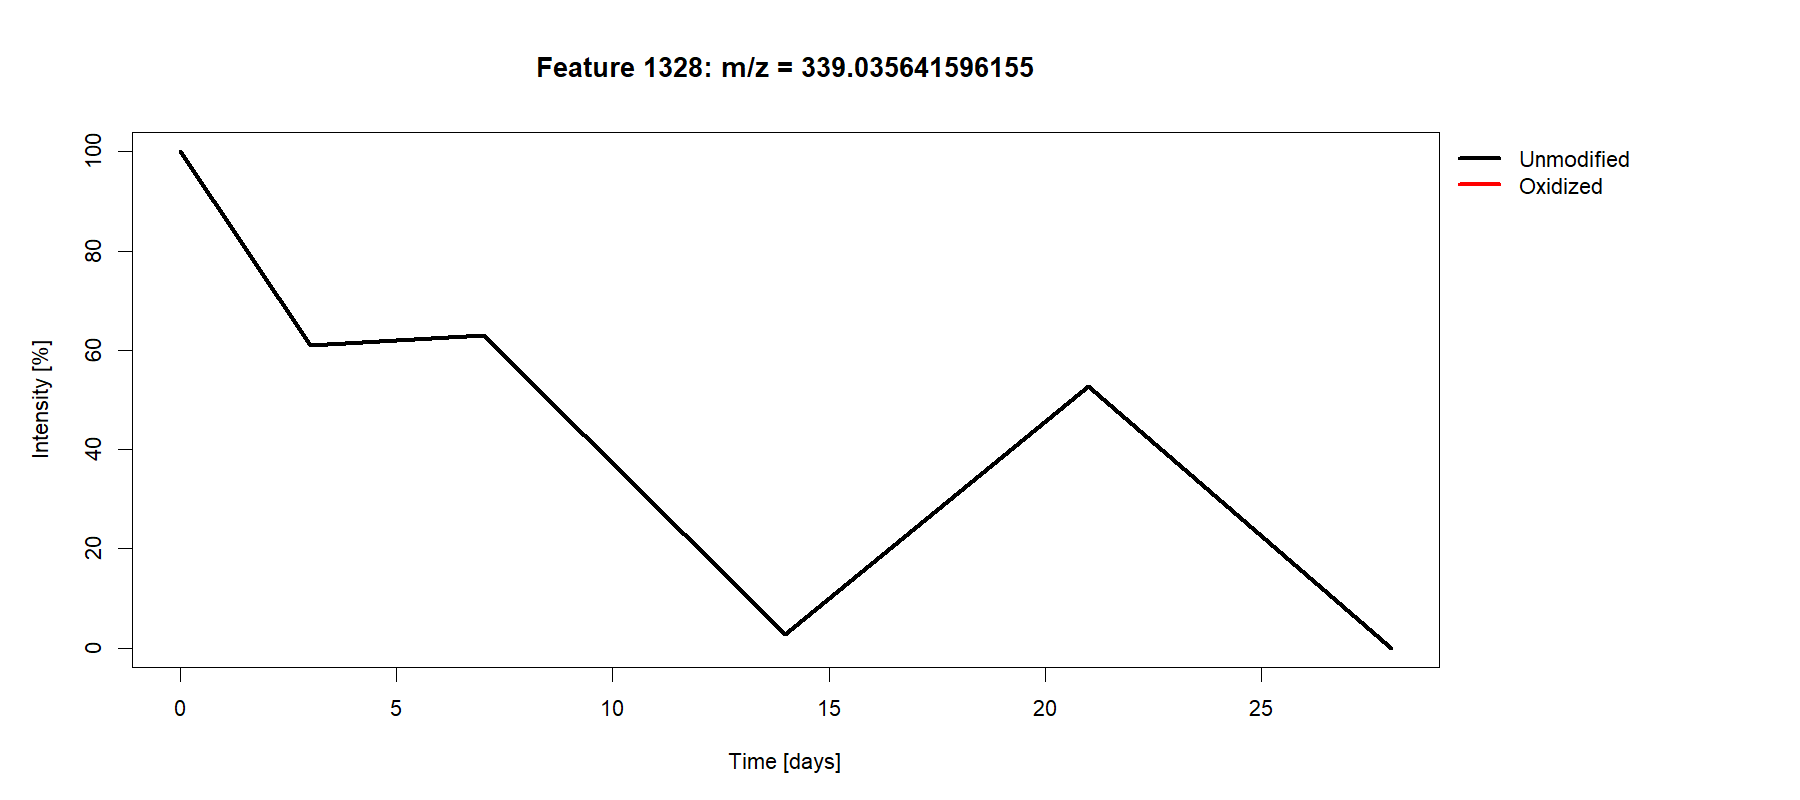 Feature 1328: m/z = 339.035641596155
Unmodified
Oxidized
Intensity [%]
100
80
60
40
20
0
0 5 10 15 20 25
Time [days]